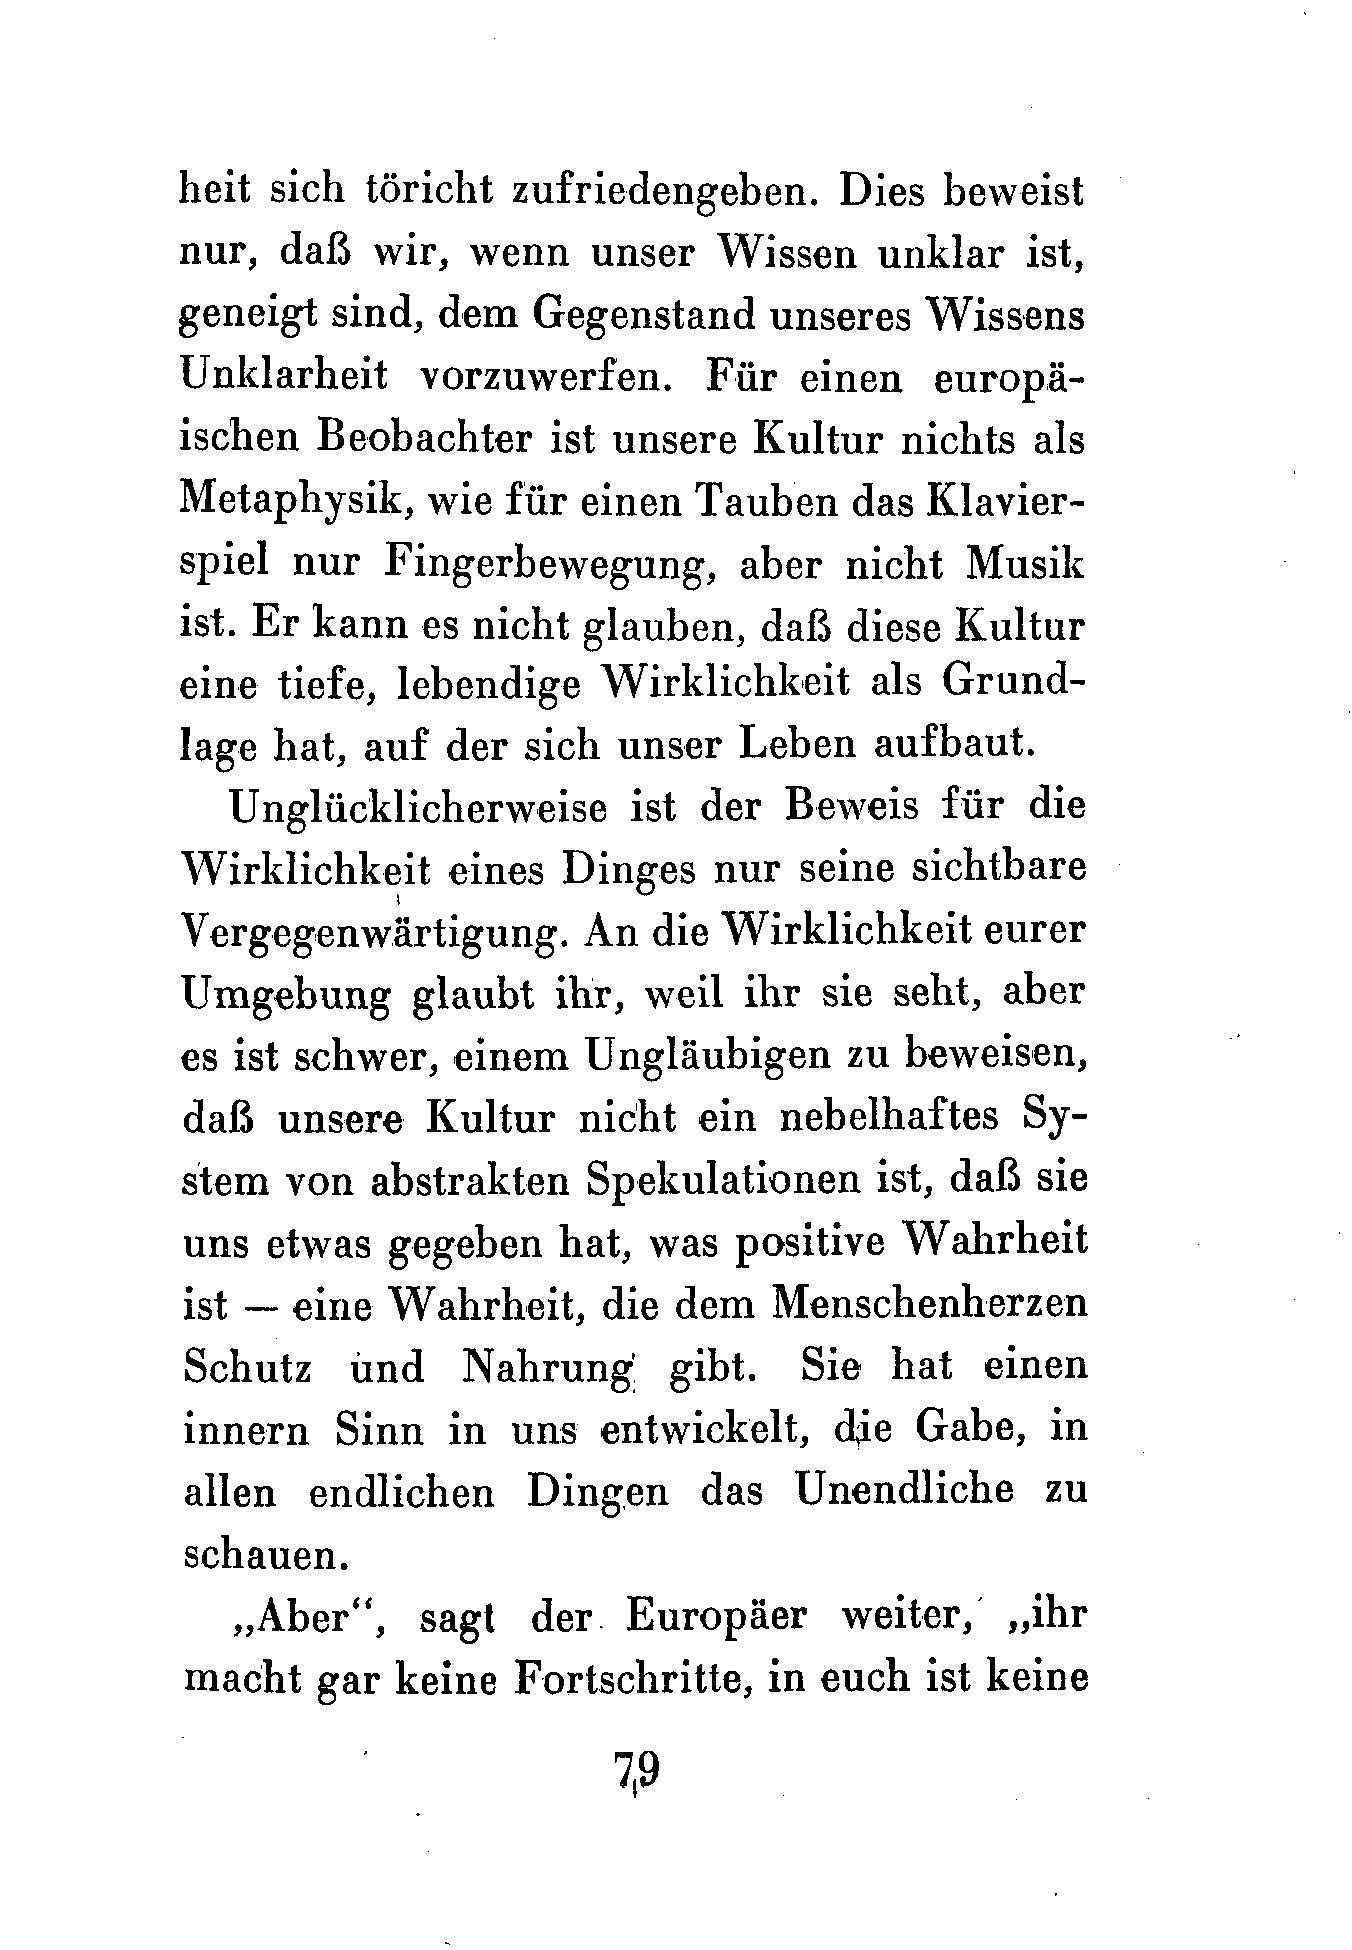 heit sich töricht zufriedengeben. Dies beweist
nur, daß wir, wenn unser Wissen unklar ist,
geneigt sind, dem Gegenstand unseres Wissens
Unklarheit vorzuwerfen. Für einen europä-
ischen Beobachter ist unsere Kultur nichts als
Metaphysik, wie für einen Tauben das Klavier-
spiel nur Fingerbewegung, aber nicht Musik
ist. Er kann es nicht glauben, daß diese Kultur
eine tiefe, lebendige Wirklichkeit als Grund-
lage hat, auf der sich unser Leben aufbaut.
Unglücklicherweise ist der Beweis für die
Wirklichkeit eines Dinges nur seine sichtbare
Vergegenwärtigung. An die Wirklichkeit eurer
Umgebung glaubt ihr, weil ihr sie seht, aber
es ist schwer, einem Ungläubigen zu beweisen,
daß unsere Kultur nicht ein nebelhaftes Sy-
stem von abstrakten Spekulationen ist, daß sie
uns etwas gegeben hat, was positive Wahrheit
ist — eine Wahrheit, die dem Menschenherzen
Schutz und Nahrung gibt. Sie hat einen
innern Sinn in uns entwickelt, die Gabe, in
allen endlichen Dingen das Unendliche zu
schauen.
„Aber“, sagt der Europäer weiter, „ihr
macht gar keine Fortschritte, in euch ist keine
79